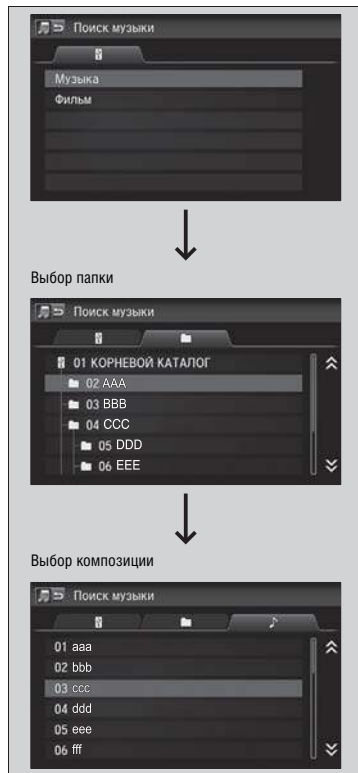 Поиск музыки
Музыка
Фильм
Выбор папки
Поиск музыки
01 КОРНЕВОЙ КАТАЛОГ
02 AAA
03 BBB
04 CCC
05 DDD
06 EEE
Выбор композиции
Поиск музыки
01 aaa
02 bbb
03 ccc
04 ddd
05 eee
06 fff